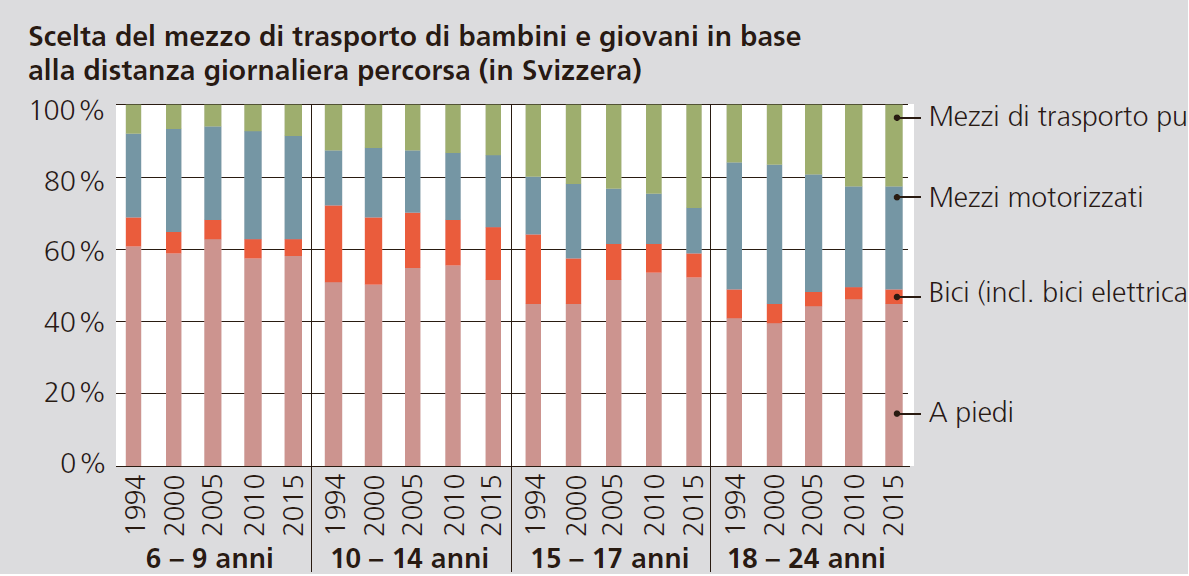 Scelta del mezzo di trasporto di bambini e giovani in base
alla distanza giornaliera percorsa (in Svizzera)
100 %
80 %
60 %
40 %
20 %
0 %
Mezzi di trasporto pu
Mezzi motorizzati
Bici (incl. bici elettrica
A piedi
1994 2000 2005 2010 2015 1994 2000 2005 2010 2015 1994 2000 2005 2010 2015 1994 2000 2005 2010 2015
6 – 9 anni 10 – 14 anni 15 – 17 anni 18 – 24 anni